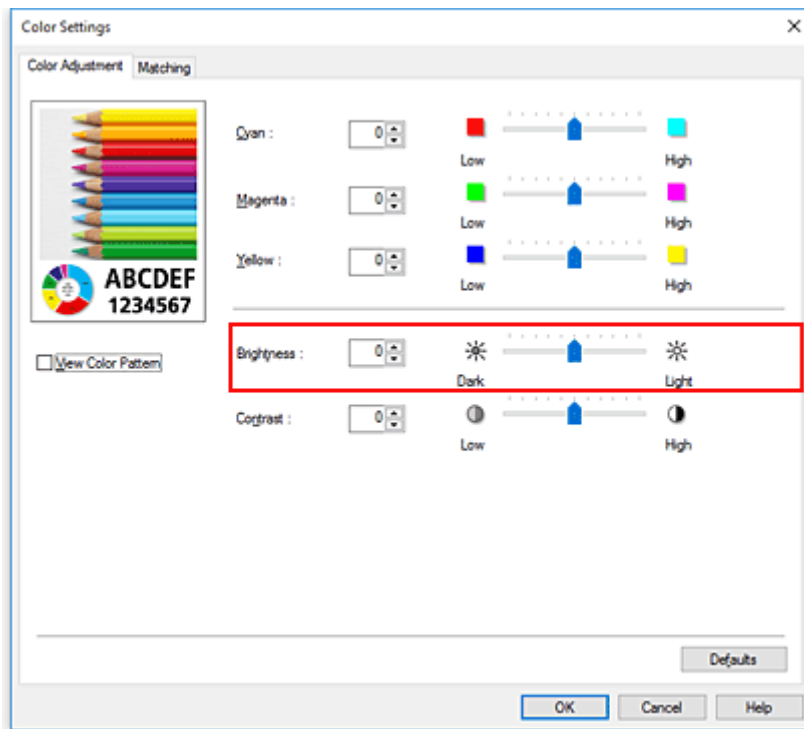 Color Settings
Color Adjustment Matching
Cyan : 0
Low High
Magenta : 0
Low High
Yellow : 0
Low High
ABCDEF
1234567
View Color Pattern
Brightness : 0
Dark Light
Contrast : 0
Low High
Defaults
OK Cancel Help